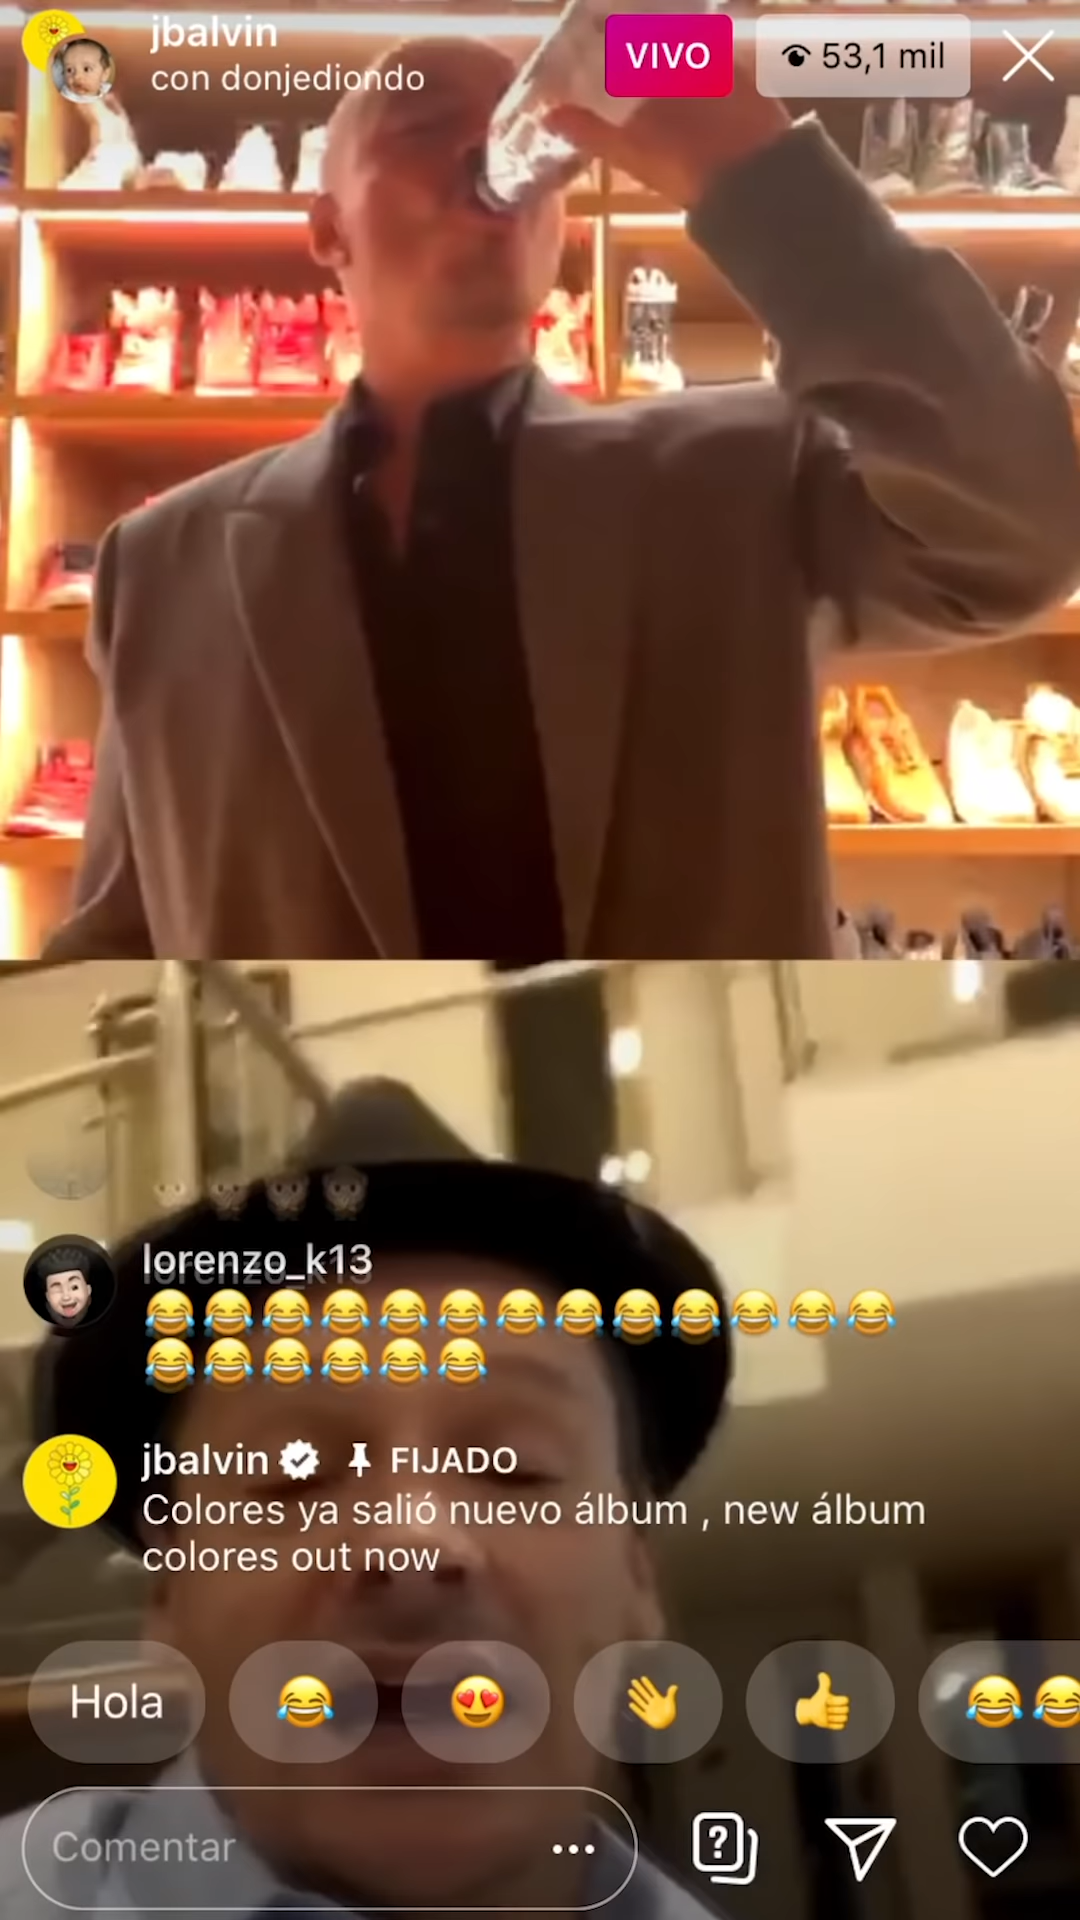 jbalvin
con donjediondo
VIVO
53,1 mil
lorenzo_k13
😂😂😂😂😂😂😂😂😂😂😂😂😂
😂😂😂😂😂😂
jbalvin FIJADO
Colores ya salió nuevo álbum , new álbum
colores out now
Hola
Comentar